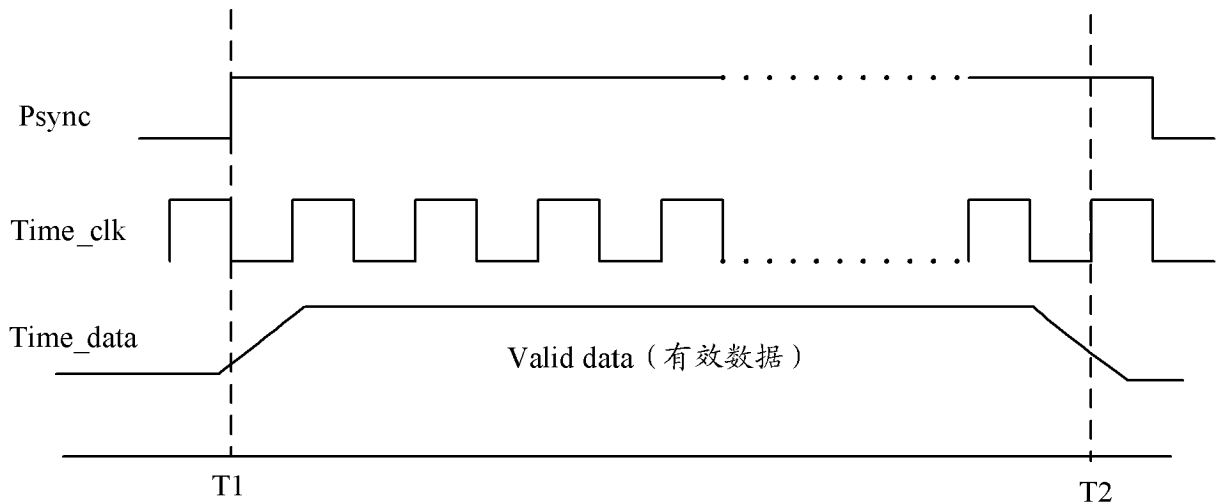 Psync
Time_clk
Time_data
Valid data（有效数据）
T1
T2